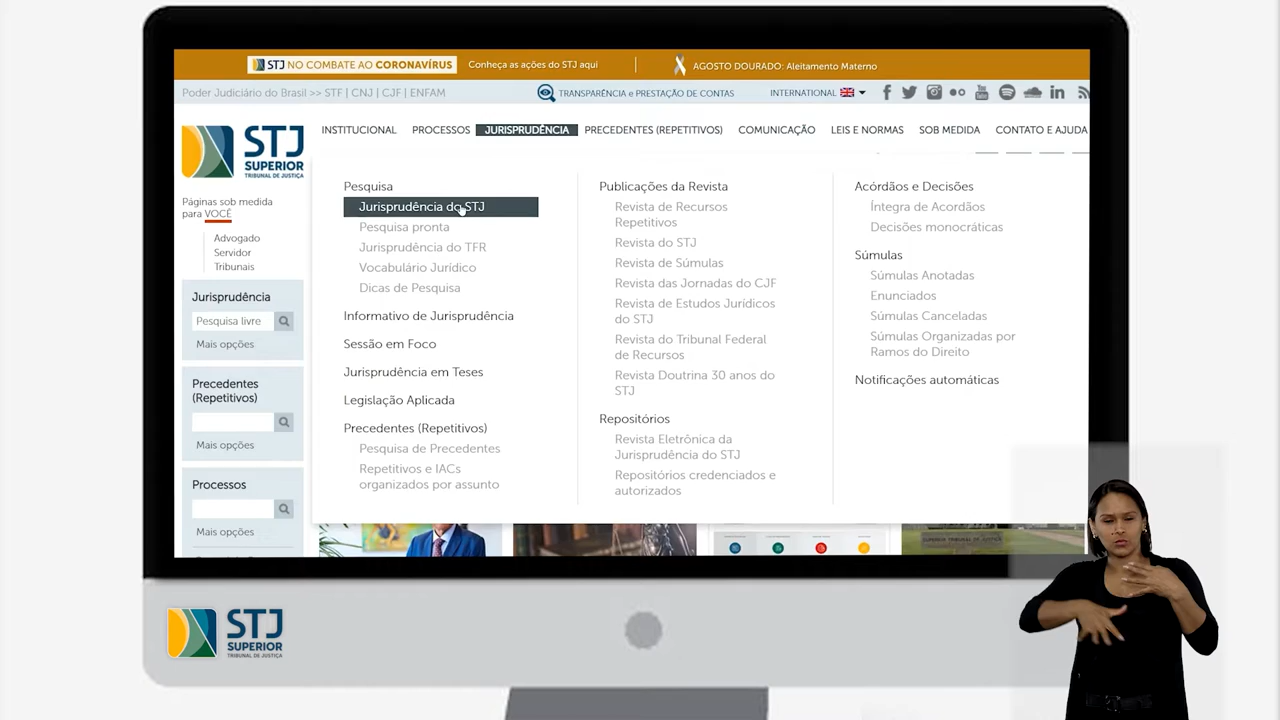 STJ NO COMBATE AO CORONAVÍRUS
Conheça as ações do STJ aqui
AGOSTO DOURADO: Aleitamento Materno
Poder Judiciário do Brasil >> STF | CNJ | CJF | ENFAM
TRANSPARÊNCIA e PRESTAÇÃO DE CONTAS
INTERNATIONAL
STJ
SUPERIOR
TRIBUNAL DE JUSTIÇA
INSTITUCIONAL
PROCESSOS
JURISPRUDÊNCIA
PRECEDENTES (REPETITIVOS)
COMUNICAÇÃO
LEIS E NORMAS
SOB MEDIDA
CONTATO E AJUDA
Páginas sob medida
para VOCÊ
Advogado
Servidor
Tribunais
Jurisprudência
Pesquisa livre
Mais opções
Precedentes
(Repetitivos)
Mais opções
Processos
Mais opções
Pesquisa
Jurisprudência do STJ
Pesquisa pronta
Jurisprudência do TFR
Vocabulário Jurídico
Dicas de Pesquisa
Informativo de Jurisprudência
Sessão em Foco
Jurisprudência em Teses
Legislação Aplicada
Precedentes (Repetitivos)
Pesquisa de Precedentes
Repetitivos e IACs
organizados por assunto
Publicações da Revista
Revista de Recursos
Repetitivos
Revista do STJ
Revista de Súmulas
Revista das Jornadas do CJF
Revista de Estudos Jurídicos
do STJ
Revista do Tribunal Federal
de Recursos
Revista Doutrina 30 anos do
STJ
Repositórios
Revista Eletrônica da
Jurisprudência do STJ
Repositórios credenciados e
autorizados
Acórdãos e Decisões
Íntegra de Acórdãos
Decisões monocráticas
Súmulas
Súmulas Anotadas
Enunciados
Súmulas Canceladas
Súmulas Organizadas por
Ramos do Direito
Notificações automáticas
STJ
SUPERIOR
TRIBUNAL DE JUSTIÇA